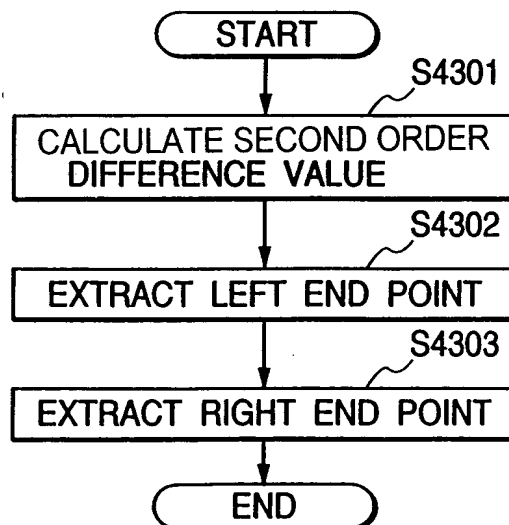 START
S4301
CALCULATE SECOND ORDER
DIFFERENCE VALUE
S4302
EXTRACT LEFT END POINT
S4303
EXTRACT RIGHT END POINT
END